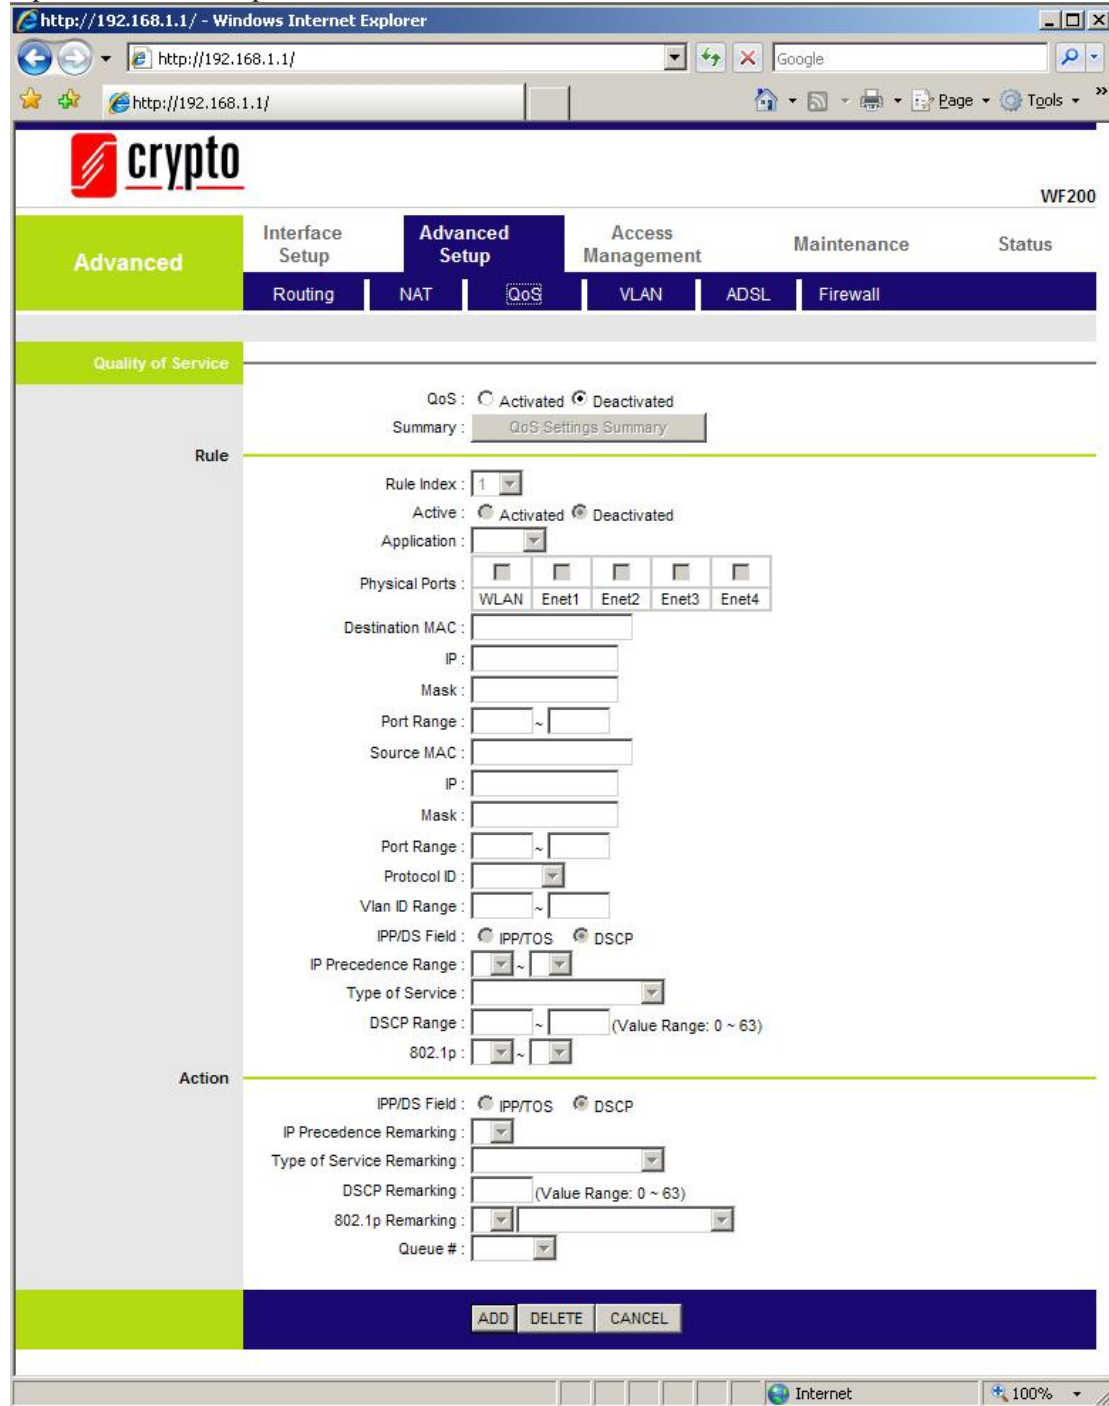 http://192.168.1.1/ - Windows Internet Explorer
http://192.168.1.1/
Google
http://192.168.1.1/
Page
Tools
»
crypto
WF200
Advanced
Interface Setup
Advanced Setup
Access Management
Maintenance
Status
Routing
NAT
QoS
VLAN
ADSL
Firewall
Quality of Service
QoS : Activated Deactivated
Summary : QoS Settings Summary
Rule
Rule Index : 1
Active : Activated Deactivated
Application :
Physical Ports :
WLAN Enet1 Enet2 Enet3 Enet4
Destination MAC :
IP :
Mask :
Port Range : ~
Source MAC :
IP :
Mask :
Port Range : ~
Protocol ID :
Vlan ID Range : ~
IPP/DS Field : IPP/TOS DSCP
IP Precedence Range : ~
Type of Service :
DSCP Range : ~ (Value Range: 0 ~ 63)
802.1p : ~
Action
IPP/DS Field : IPP/TOS DSCP
IP Precedence Remarking :
Type of Service Remarking :
DSCP Remarking : (Value Range: 0 ~ 63)
802.1p Remarking :
Queue # :
ADD DELETE CANCEL
Internet
100%